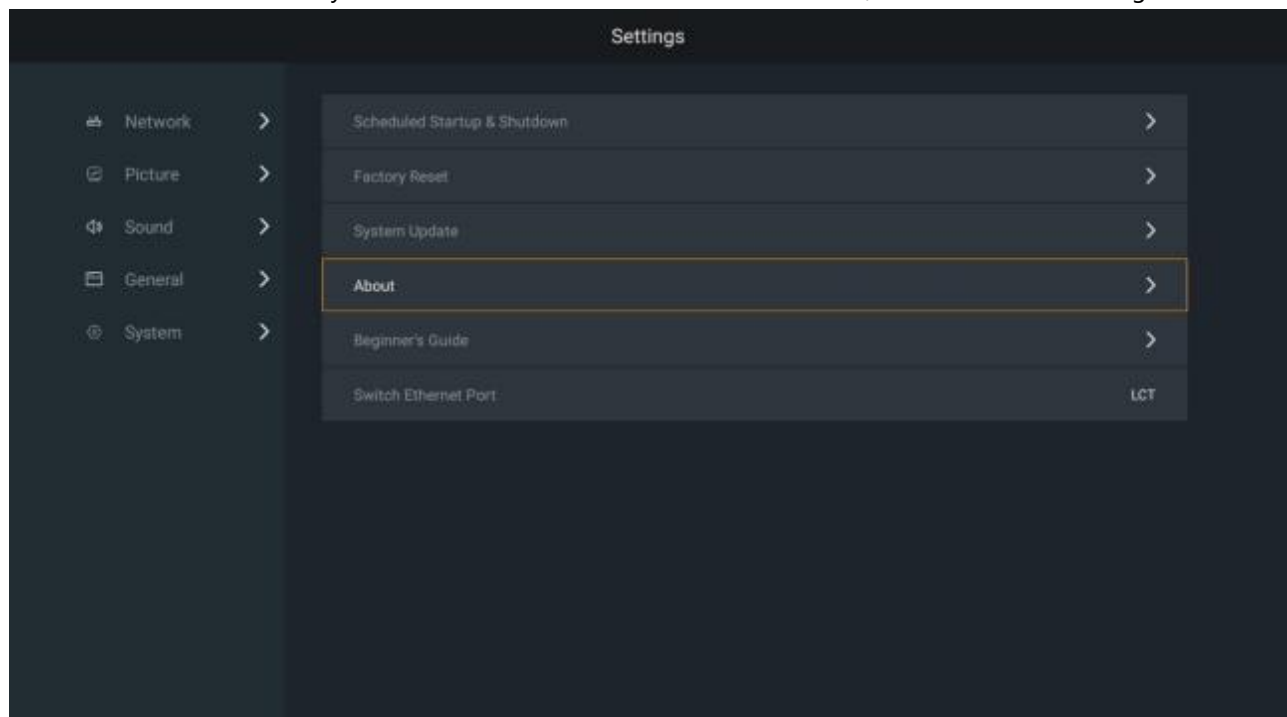 Settings
Network
Picture
Sound
General
System
Scheduled Startup & Shutdown
Factory Reset
System Update
About
Beginner's Guide
Switch Ethernet Port LCT